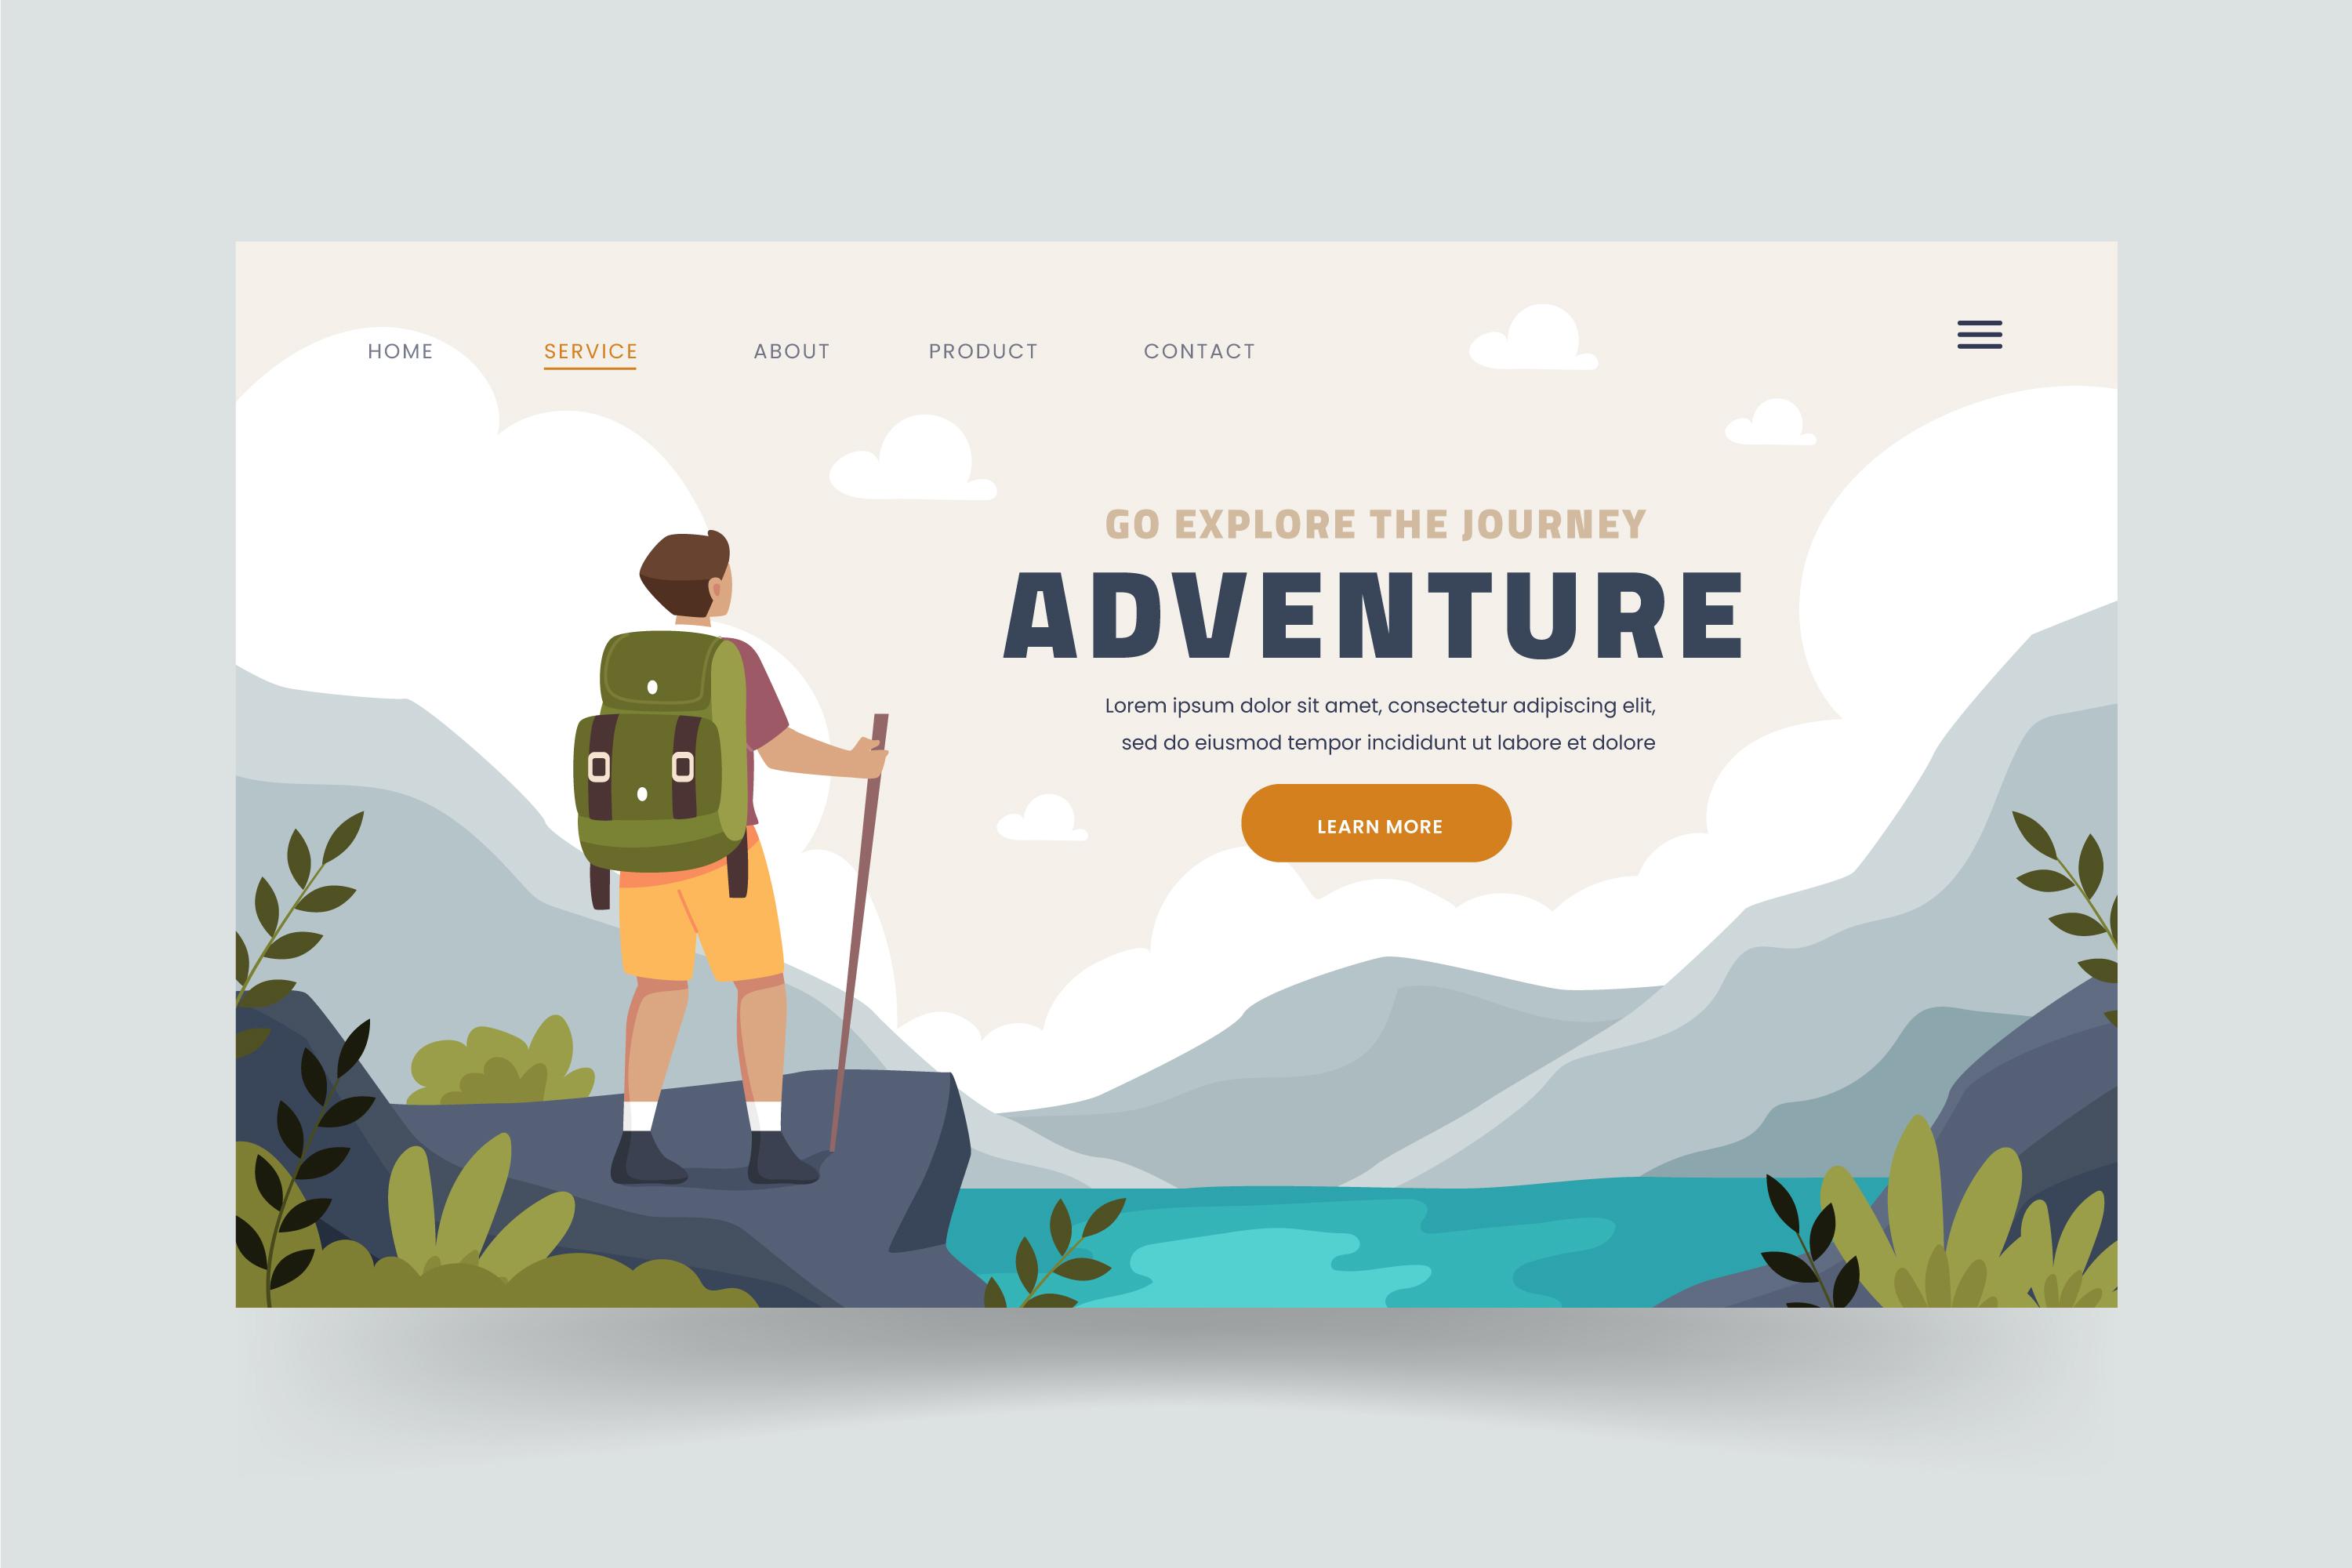 HOME SERVICE ABOUT PRODUCT CONTACT
GO EXPLORE THE JOURNEY
ADVENTURE
Lorem ipsum dolor sit amet, consectetur adipiscing elit,
sed do eiusmod tempor incididunt ut labore et dolore
LEARN MORE